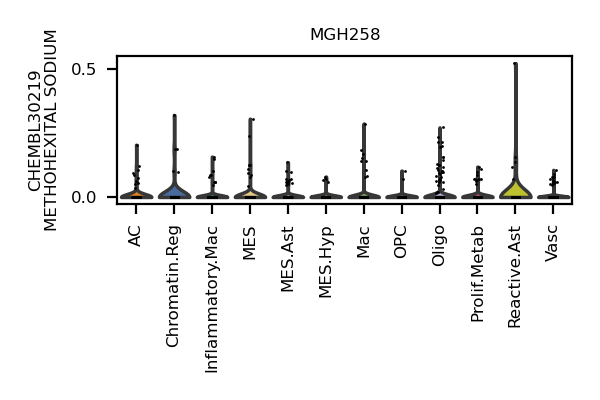 MGH258
CHEMBL30219
METHOHEXITAL SODIUM
0.5
0.0
AC
Chromatin.Reg
Inflammatory.Mac
MES
MES.Ast
MES.Hyp
Mac
OPC
Oligo
Prolif.Metab
Reactive.Ast
Vasc